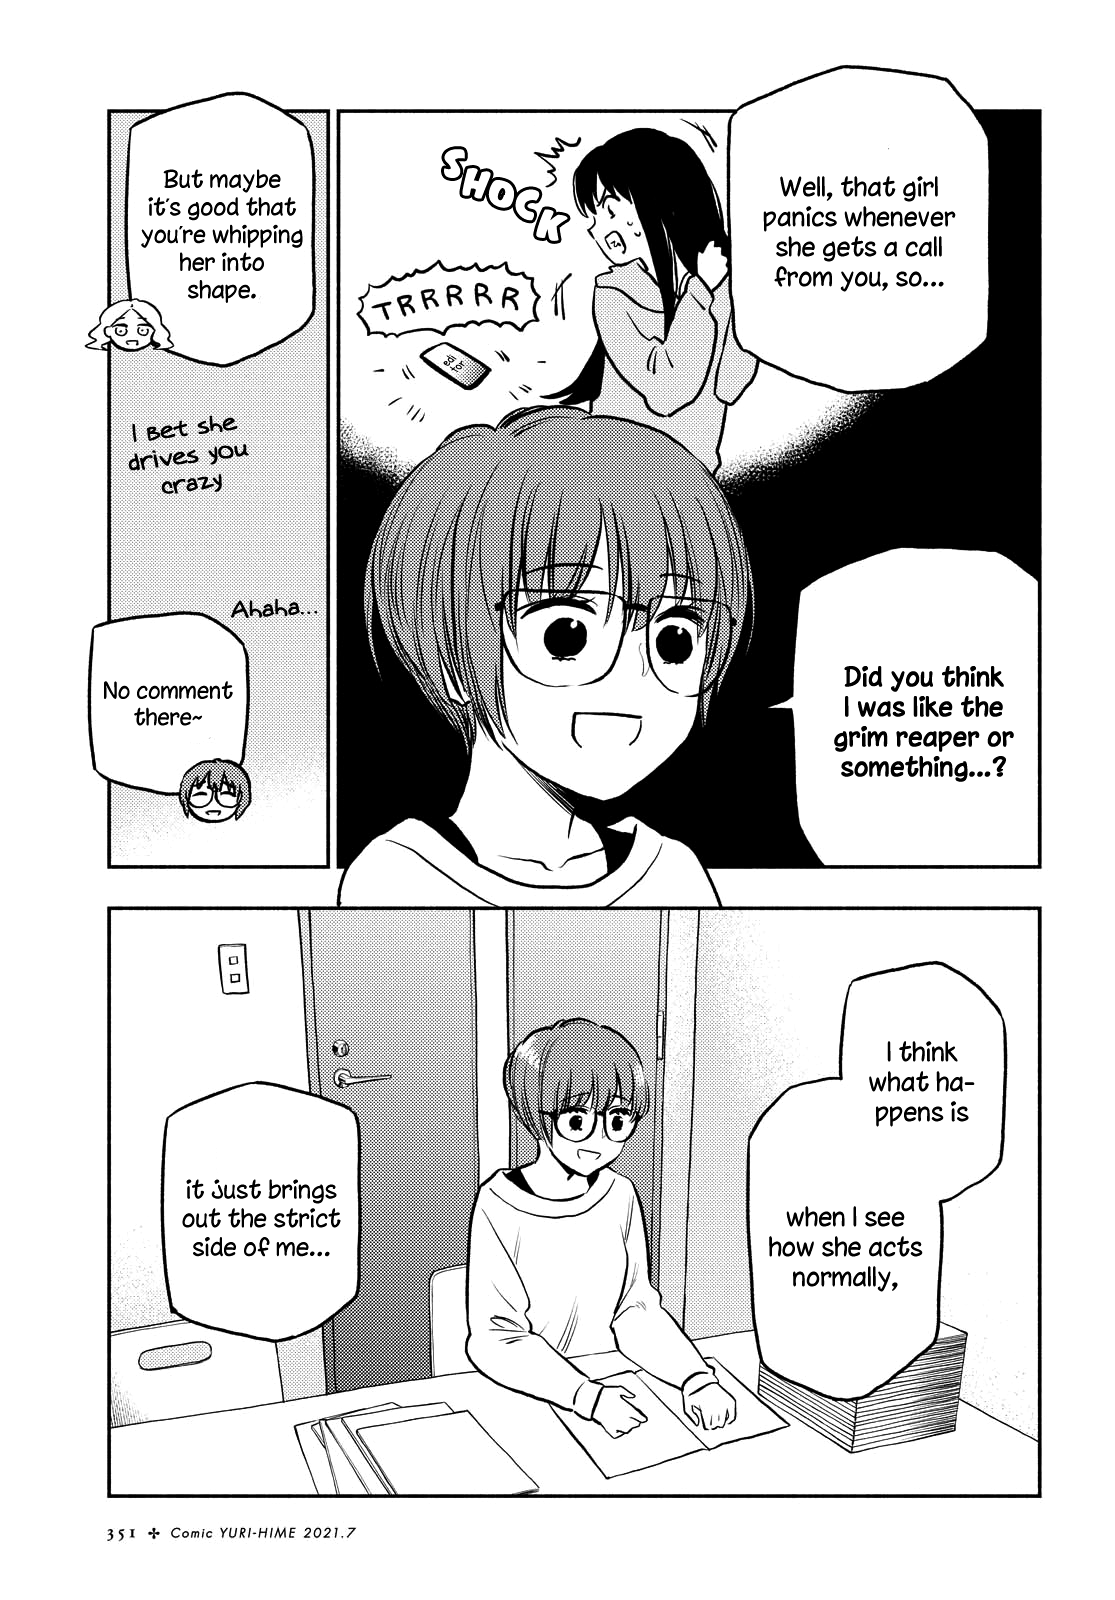 Well, that girl
panics whenever
she gets a call
from you, so...
SHOCK
TRRRRR
edi
tor
Did you think
I was like the
grim reaper or
something...?
But maybe
it's good that
you're whipping
her into
shape.
I bet she
drives you
crazy
Ahaha...
No comment
there~
I think
what ha-
ppens is
when I see
how she acts
normally,
it just brings
out the strict
side of me...
351 ✣ Comic YURI-HIME 2021.7